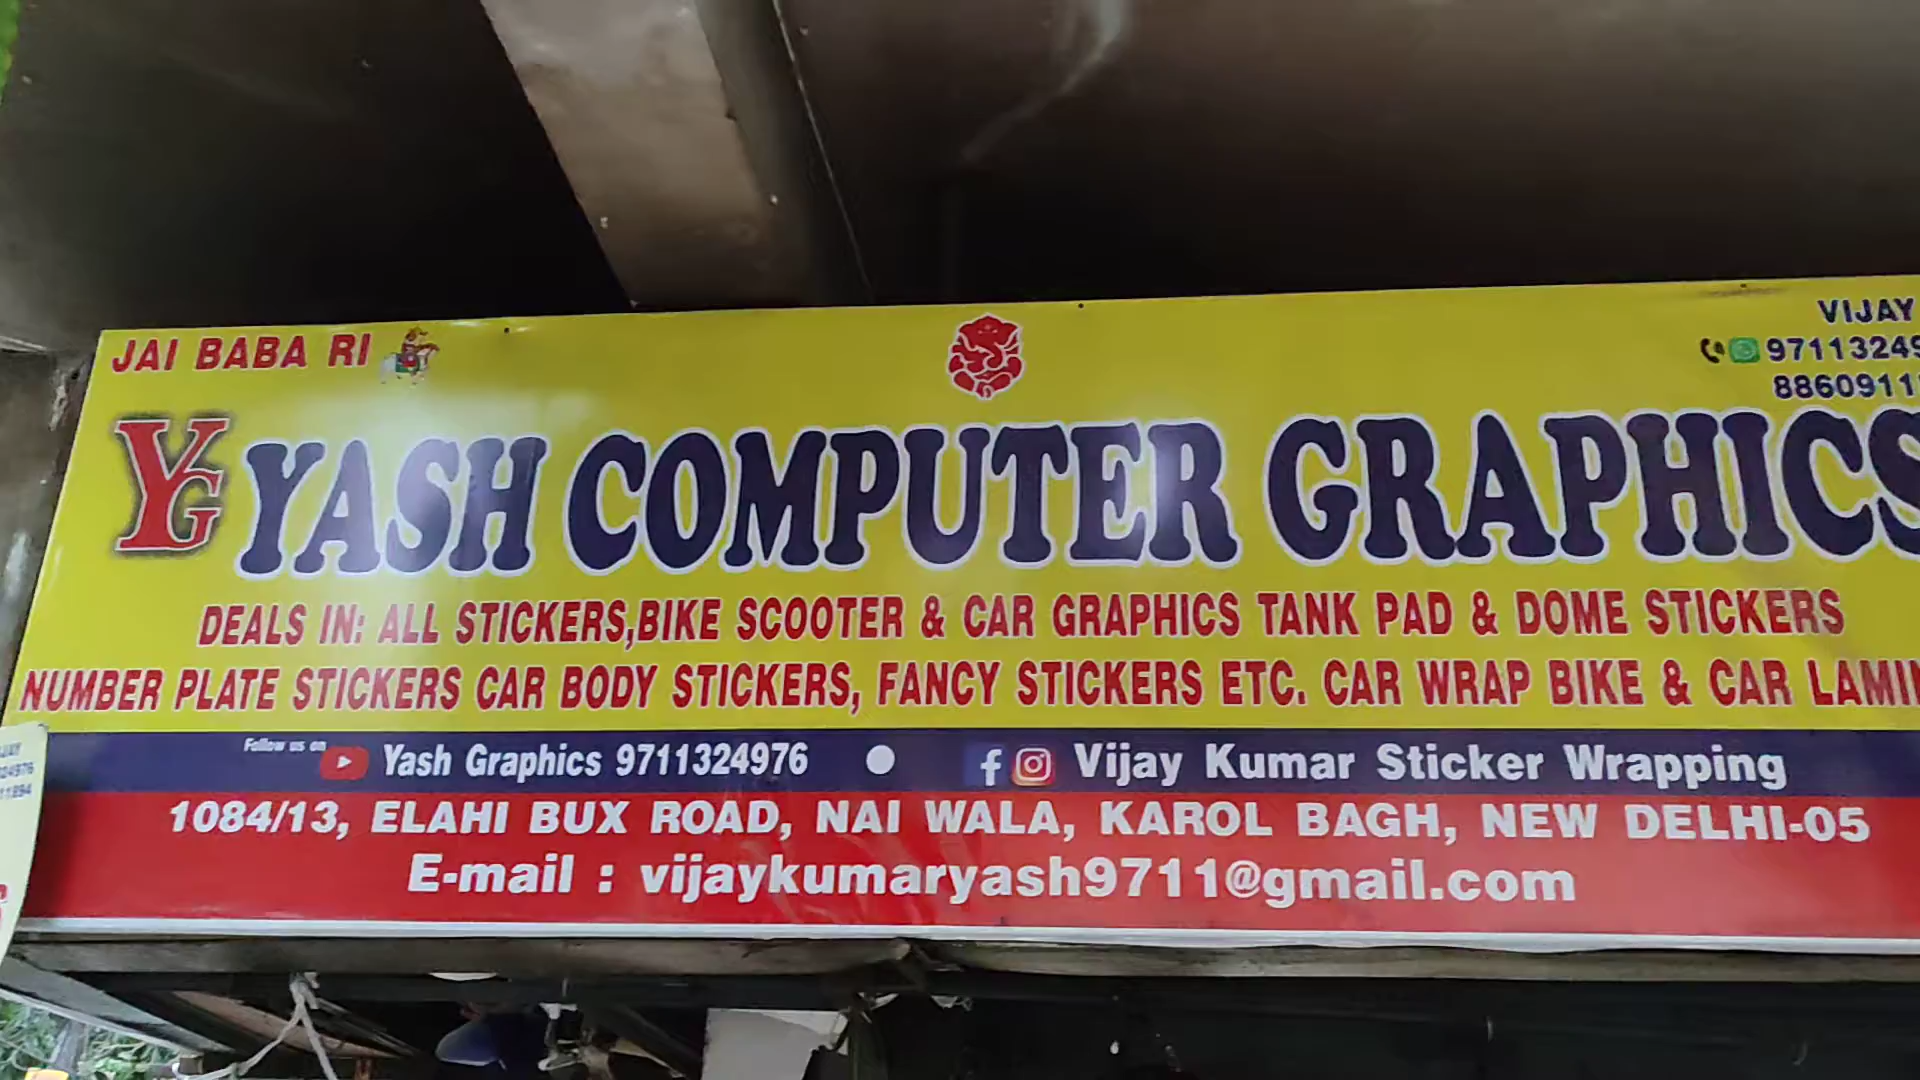 JAI BABA RI
VIJAY
97113249
8860911
YG YASH COMPUTER GRAPHICS
DEALS IN: ALL STICKERS,BIKE SCOOTER & CAR GRAPHICS TANK PAD & DOME STICKERS
NUMBER PLATE STICKERS CAR BODY STICKERS, FANCY STICKERS ETC. CAR WRAP BIKE & CAR LAMIN
Follow us on Yash Graphics 9711324976 Vijay Kumar Sticker Wrapping
1084/13, ELAHI BUX ROAD, NAI WALA, KAROL BAGH, NEW DELHI-05
E-mail : vijaykumaryash9711@gmail.com